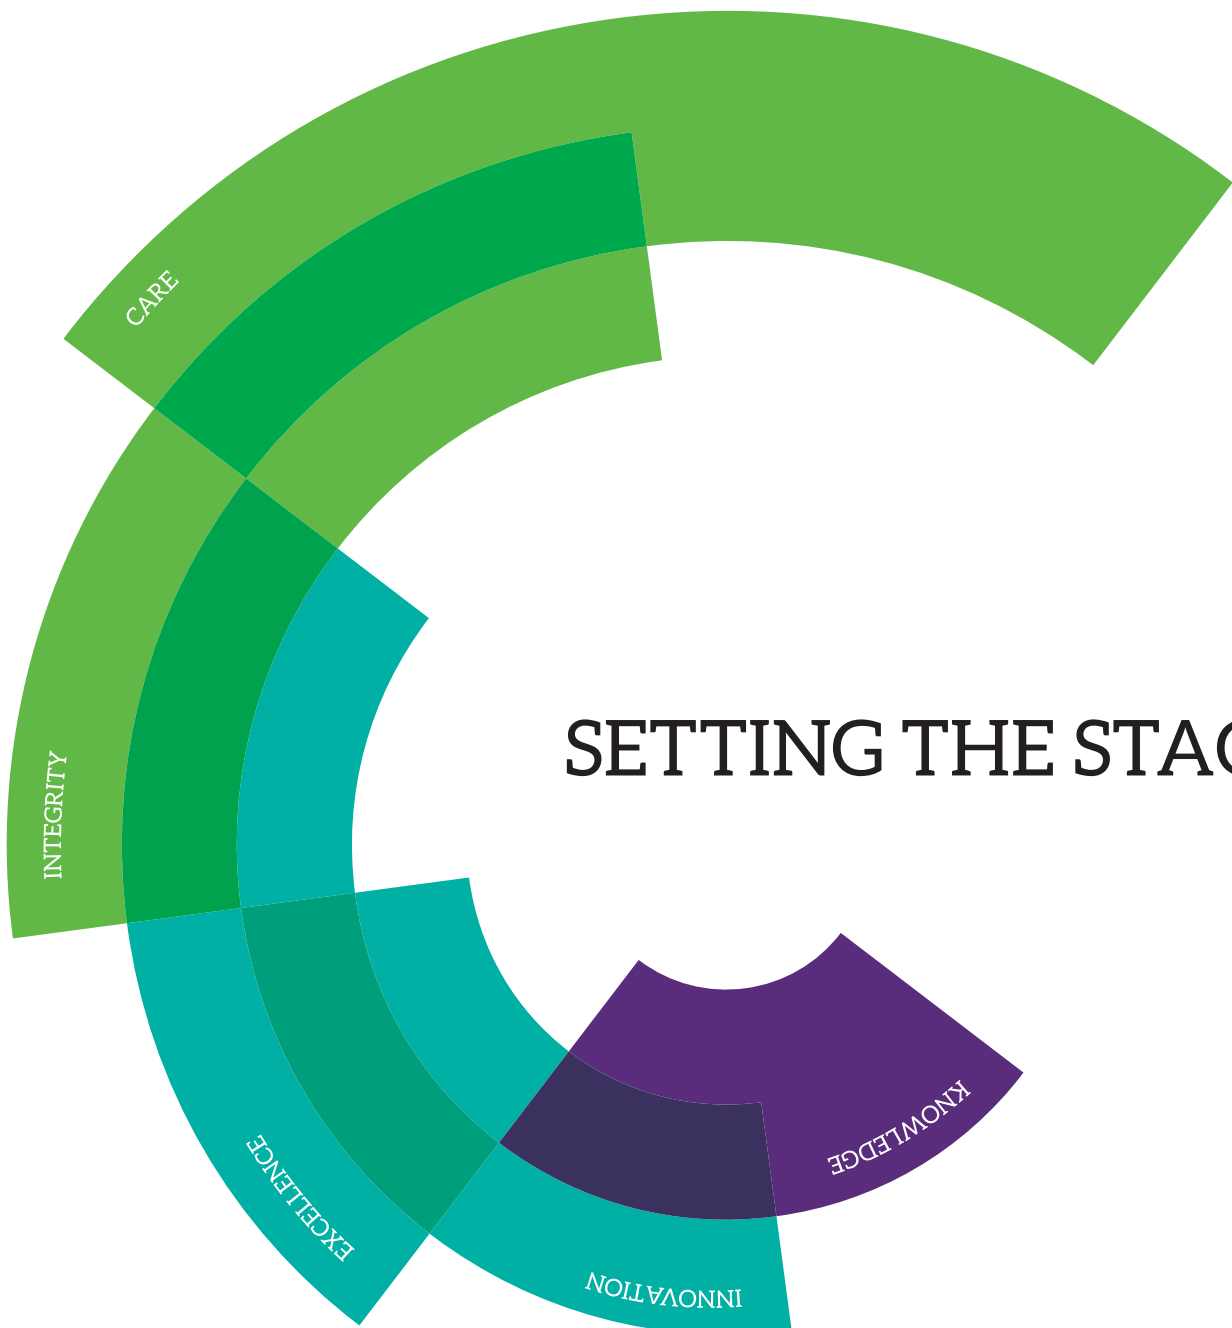 CARE
INTEGRITY
SETTING THE STAG
EXCELLENCE
INNOVATION
KNOWLEDGE